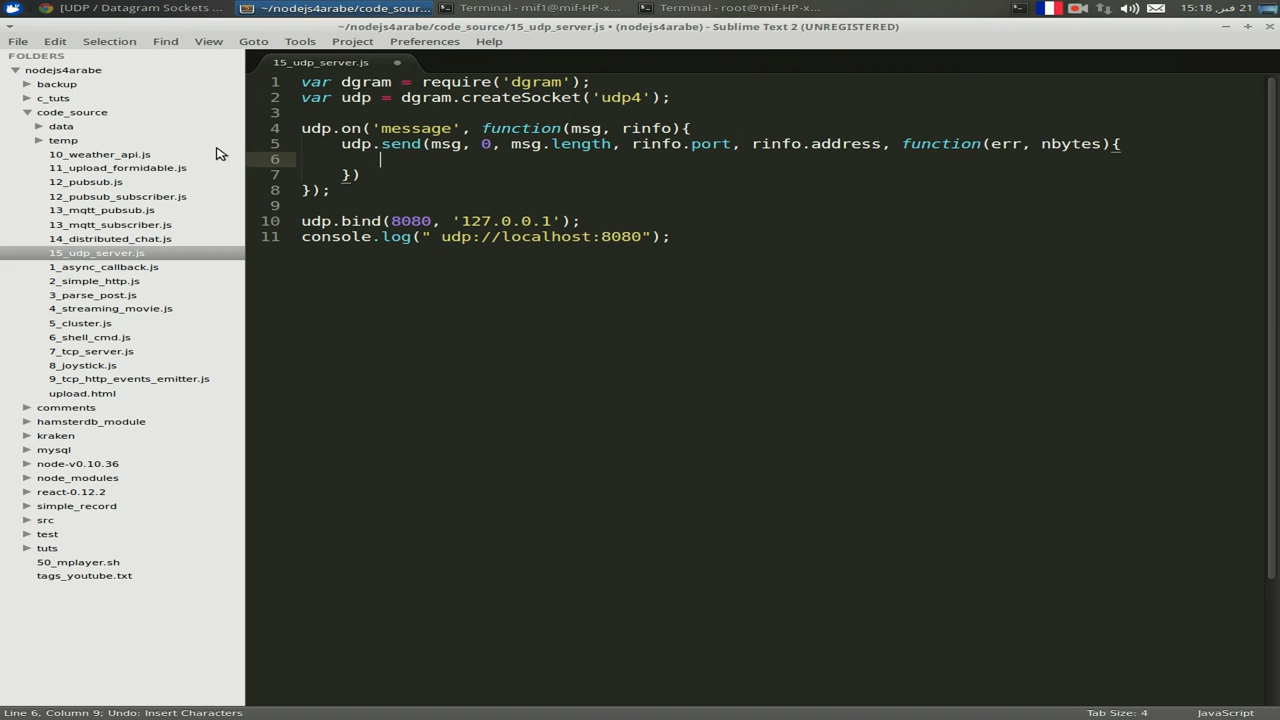 [UDP / Datagram Sockets ...
~/nodejs4arabe/code_sour...
Terminal - mif1@mif-HP-x...
Terminal - root@mif-HP-x...
21 فبر, 15:18
~/nodejs4arabe/code_source/15_udp_server.js • (nodejs4arabe) - Sublime Text 2 (UNREGISTERED)
File Edit Selection Find View Goto Tools Project Preferences Help
FOLDERS
nodejs4arabe
backup
c_tuts
code_source
data
temp
10_weather_api.js
11_upload_formidable.js
12_pubsub.js
12_pubsub_subscriber.js
13_mqtt_pubsub.js
13_mqtt_subscriber.js
14_distributed_chat.js
15_udp_server.js
1_async_callback.js
2_simple_http.js
3_parse_post.js
4_streaming_movie.js
5_cluster.js
6_shell_cmd.js
7_tcp_server.js
8_joystick.js
9_tcp_http_events_emitter.js
upload.html
comments
hamsterdb_module
kraken
mysql
node-v0.10.36
node_modules
react-0.12.2
simple_record
src
test
tuts
50_mplayer.sh
tags_youtube.txt
15_udp_server.js
1 var dgram = require('dgram');
2 var udp = dgram.createSocket('udp4');
3
4 udp.on('message', function(msg, rinfo){
5 udp.send(msg, 0, msg.length, rinfo.port, rinfo.address, function(err, nbytes){
6
7 })
8 });
9
10 udp.bind(8080, '127.0.0.1');
11 console.log(" udp://localhost:8080");
Line 6, Column 9; Undo: Insert Characters
Tab Size: 4
JavaScript